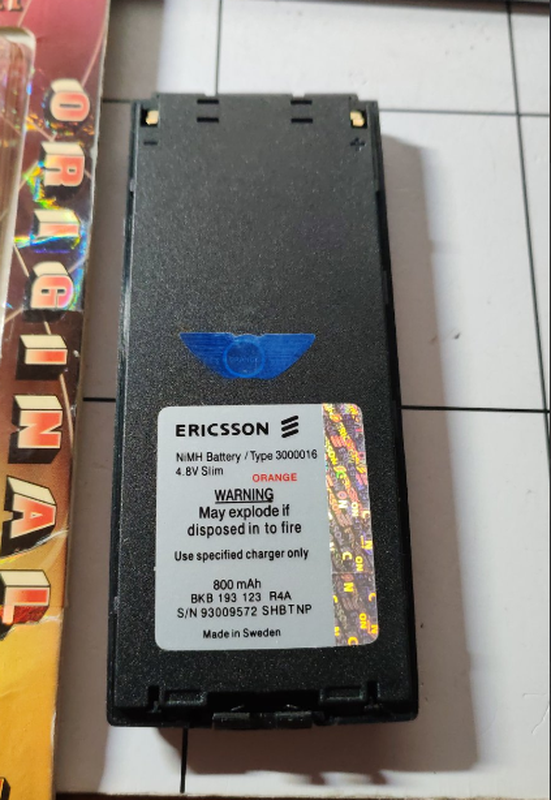 ORIGINAL
- +
ERICSSON
NiMH Battery / Type 3000016
4.8V Slim
ORANGE
WARNING
May explode if
disposed in to fire
Use specified charger only
800 mAh
BKB 193 123 R4A
S/N 93009572 SHBTNP
Made in Sweden